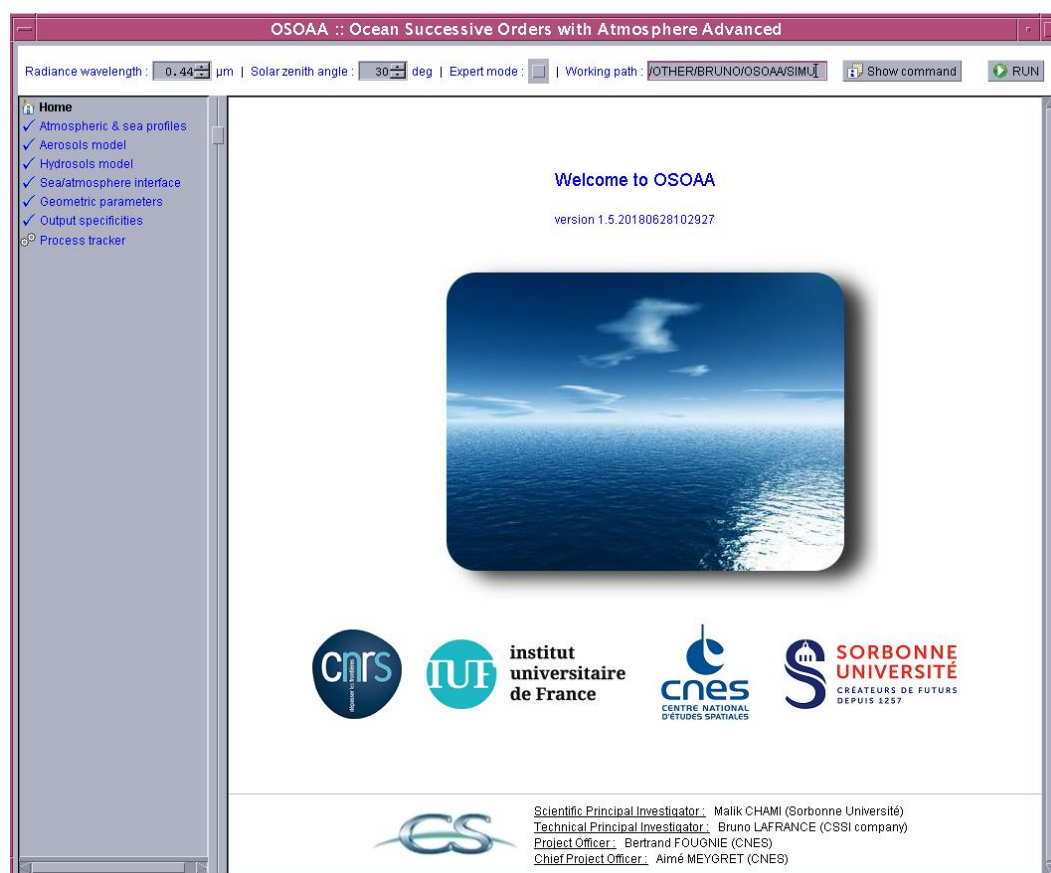 OSOAA :: Ocean Successive Orders with Atmosphere Advanced
Radiance wavelength : 0.44 µm | Solar zenith angle : 30 deg | Expert mode : | Working path : /OTHER/BRUNO/OSOAA/SIMU Show command RUN
Home
Atmospheric & sea profiles
Aerosols model
Hydrosols model
Sea/atmosphere interface
Geometric parameters
Output specificities
Process tracker
Welcome to OSOAA
version 1.5.20180628102927
cnrs
dépasser les frontières
IUF
institut
universitaire
de France
cnes
CENTRE NATIONAL
D'ÉTUDES SPATIALES
SORBONNE
UNIVERSITÉ
CRÉATEURS DE FUTURS
DEPUIS 1257
CS
Scientific Principal Investigator : Malik CHAMI (Sorbonne Université)
Technical Principal Investigator : Bruno LAFRANCE (CSSI company)
Project Officer : Bertrand FOUGNIE (CNES)
Chief Project Officer : Aimé MEYGRET (CNES)